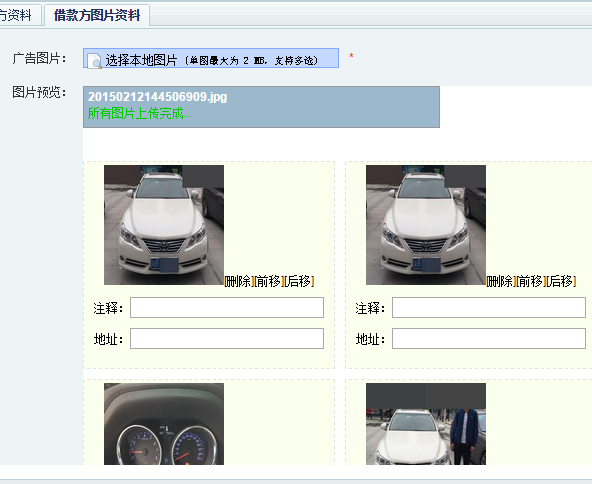 方资料 借款方图片资料
广告图片： 选择本地图片 (单图最大为 2 MB, 支持多选) *
图片预览：
20150212144506909.jpg
所有图片上传完成...
[删除][前移][后移] [删除][前移][后移]
注释： 注释：
地址： 地址：